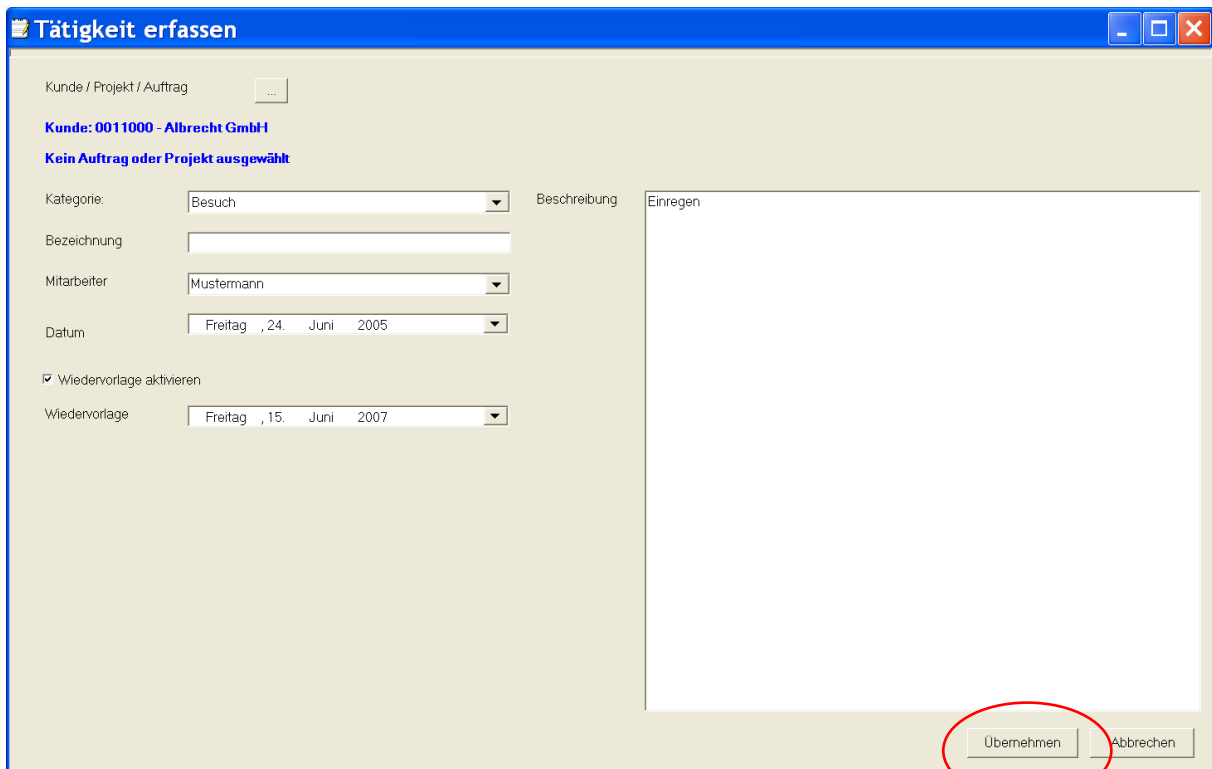 Tätigkeit erfassen
Kunde / Projekt / Auftrag ...
Kunde: 0011000 - Albrecht GmbH
Kein Auftrag oder Projekt ausgewählt
Kategorie: Besuch
Bezeichnung
Mitarbeiter Mustermann
Datum Freitag , 24. Juni 2005
Wiedervorlage aktivieren
Wiedervorlage Freitag , 15. Juni 2007
Beschreibung Einregen
Übernehmen Abbrechen